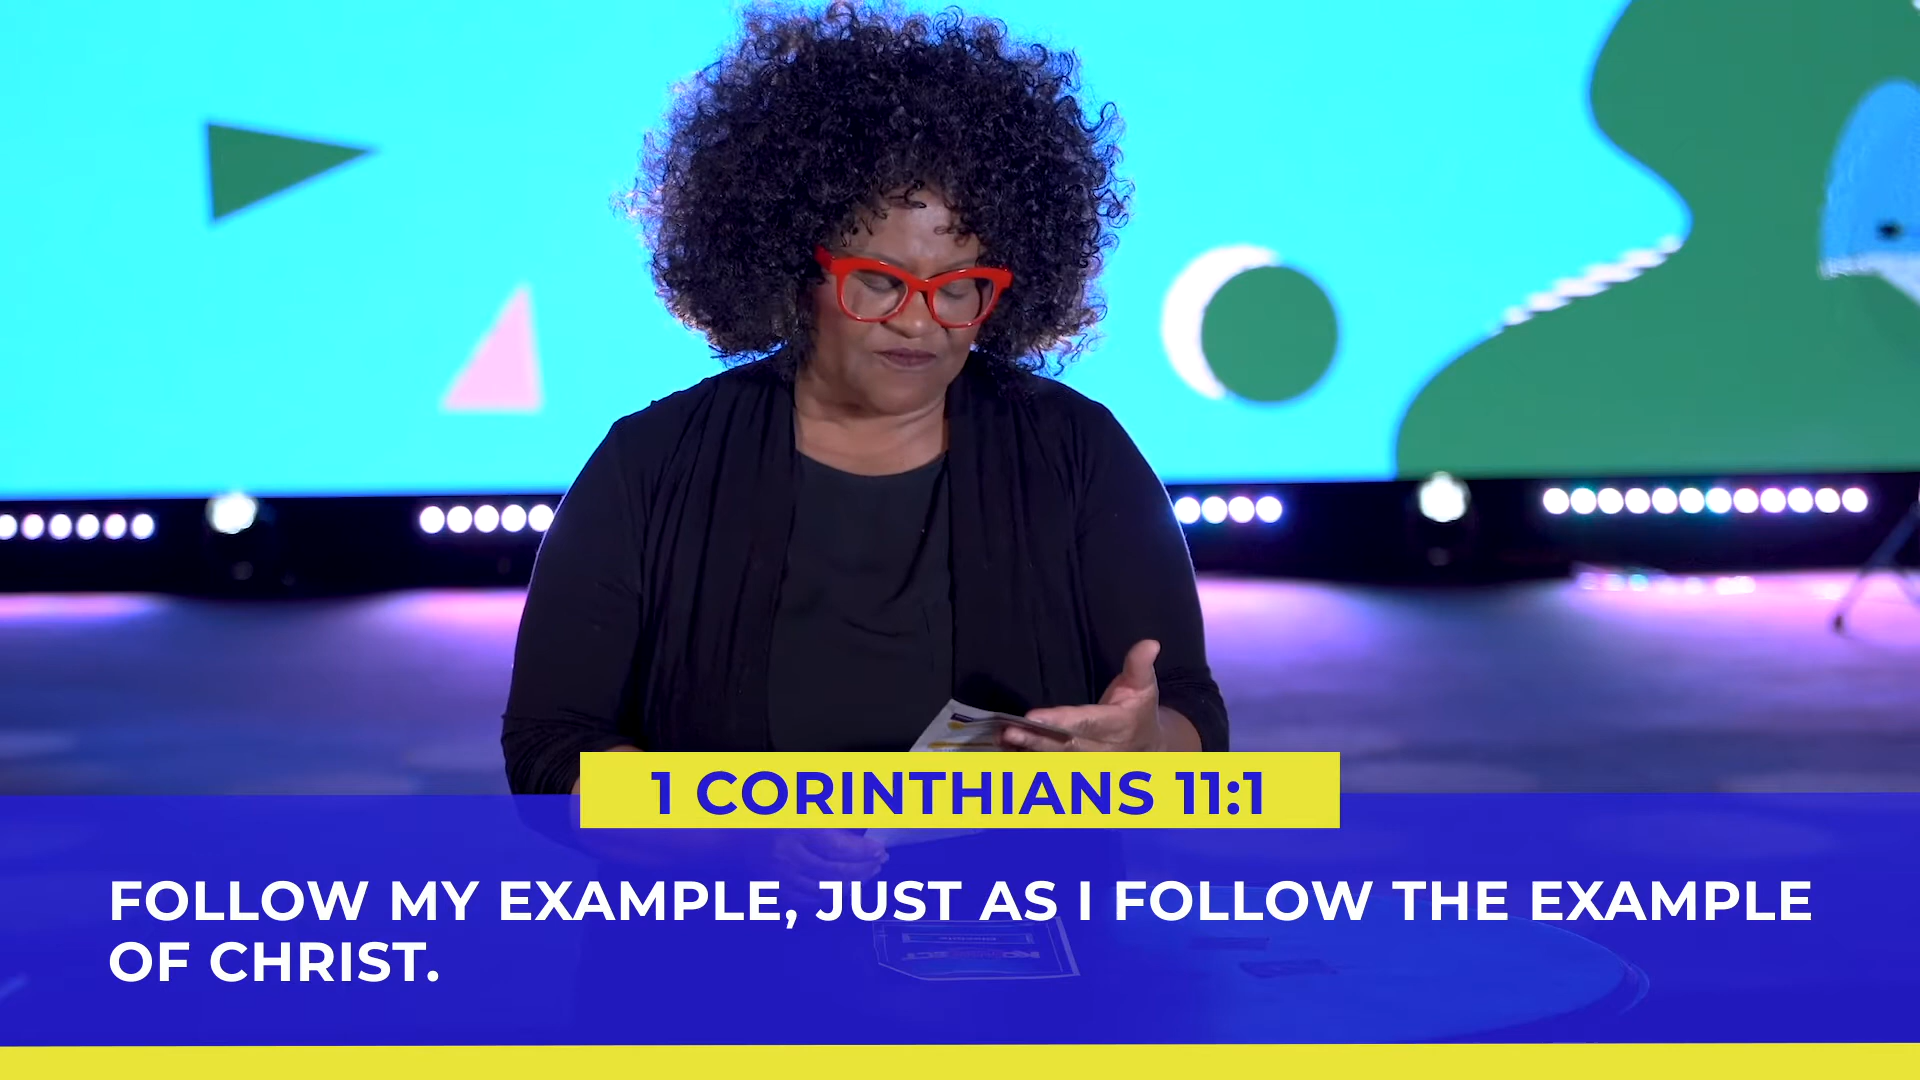 1 CORINTHIANS 11:1
FOLLOW MY EXAMPLE, JUST AS I FOLLOW THE EXAMPLE
OF CHRIST.